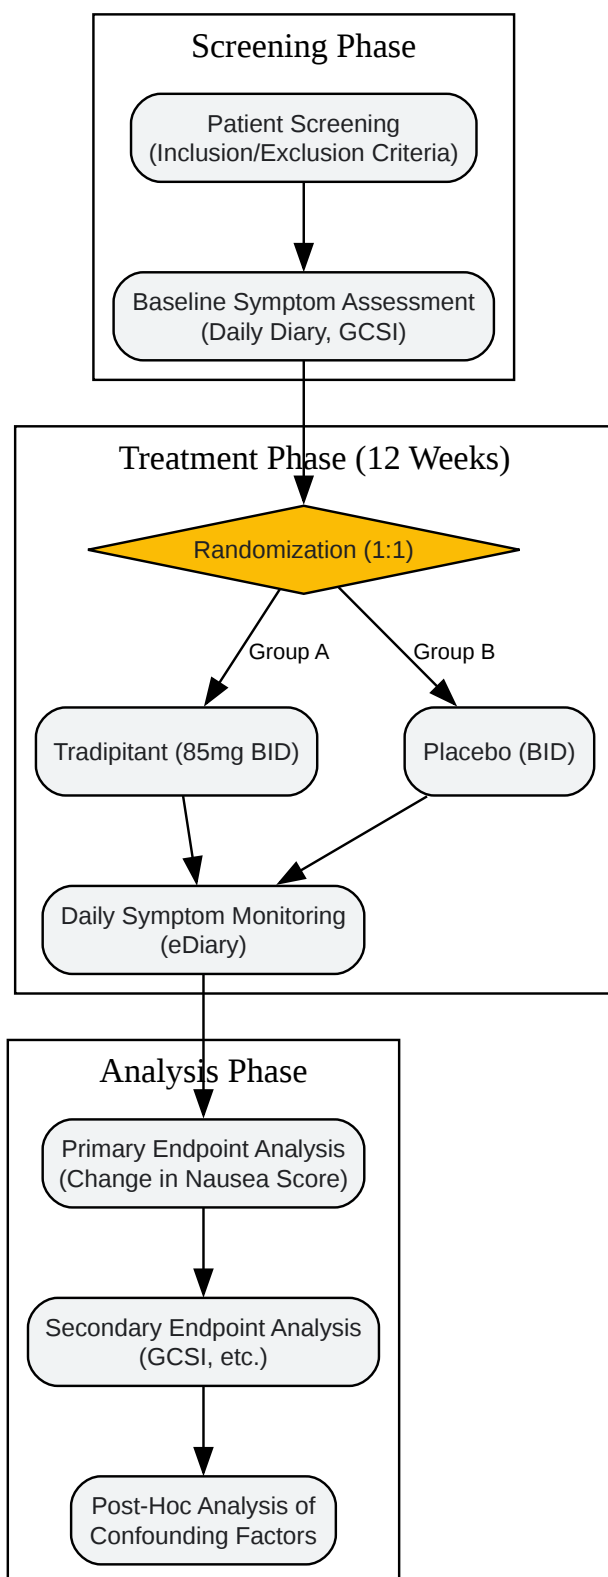 Screening Phase
Patient Screening
(Inclusion/Exclusion Criteria)
Baseline Symptom Assessment
(Daily Diary, GCSI)
Treatment Phase (12 Weeks)
Randomization (1:1)
Group A
Group B
Tradipitant (85mg BID)
Placebo (BID)
Daily Symptom Monitoring
(eDiary)
Analysis Phase
Primary Endpoint Analysis
(Change in Nausea Score)
Secondary Endpoint Analysis
(GCSI, etc.)
Post-Hoc Analysis of
Confounding Factors